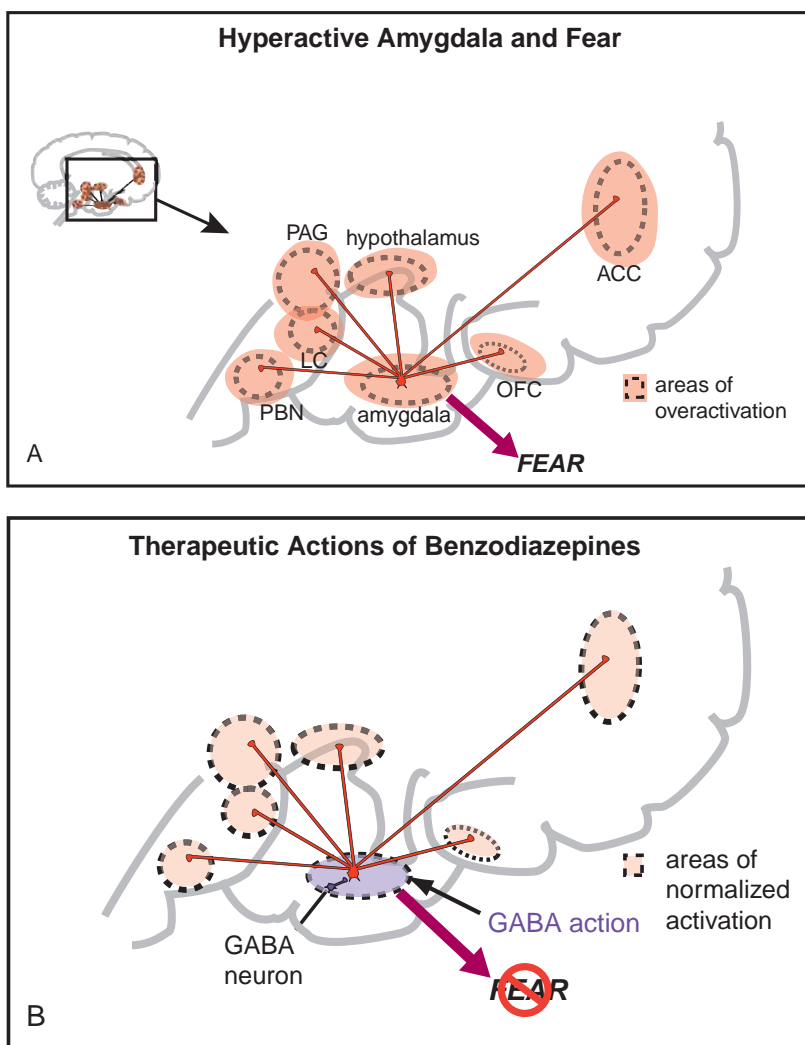 Hyperactive Amygdala and Fear
PAG
hypothalamus
ACC
LC
OFC
PBN
amygdala
areas of
overactivation
FEAR
A
Therapeutic Actions of Benzodiazepines
areas of
normalized
activation
GABA action
GABA
neuron
FEAR
B